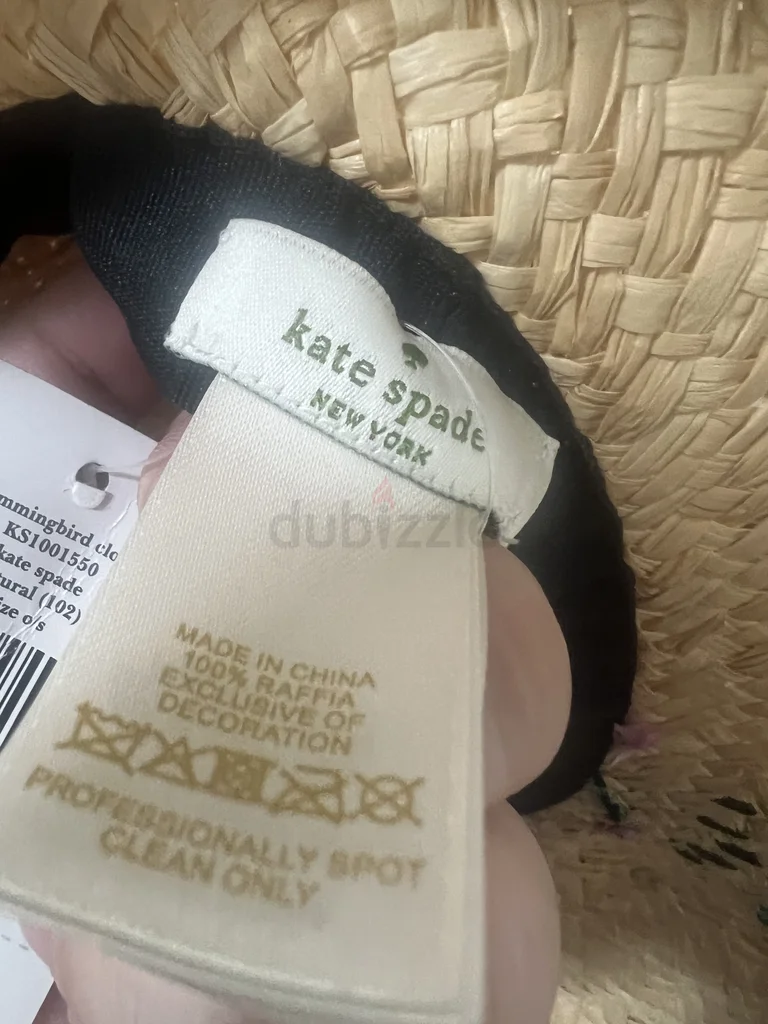 kate spade
NEW YORK
dubizzle
mmingbird clo
KS1001550
kate spade
tural (102)
ize o/s
MADE IN CHINA
100% RAFFIA
EXCLUSIVE OF
DECORATION
PROFESSIONALLY SPOT
CLEAN ONLY